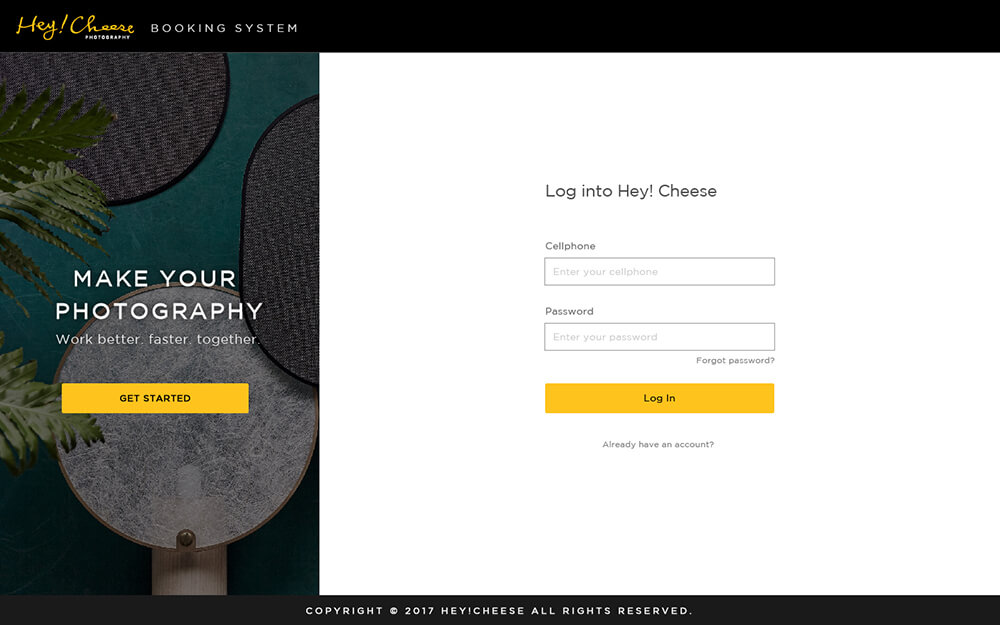 Hey! Cheese
PHOTOGRAPHY
BOOKING SYSTEM
MAKE YOUR
PHOTOGRAPHY
Work better. faster. together.
GET STARTED
Log into Hey! Cheese
Cellphone
Enter your cellphone
Password
Enter your password
Forgot password?
Log In
Already have an account?
COPYRIGHT © 2017 HEY!CHEESE ALL RIGHTS RESERVED.